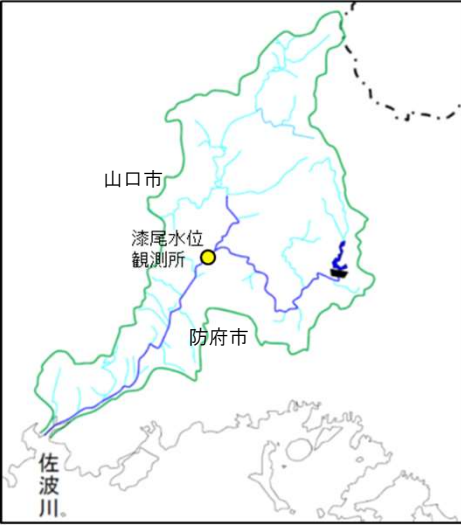 山口市
漆尾水位
観測所
防府市
佐波川